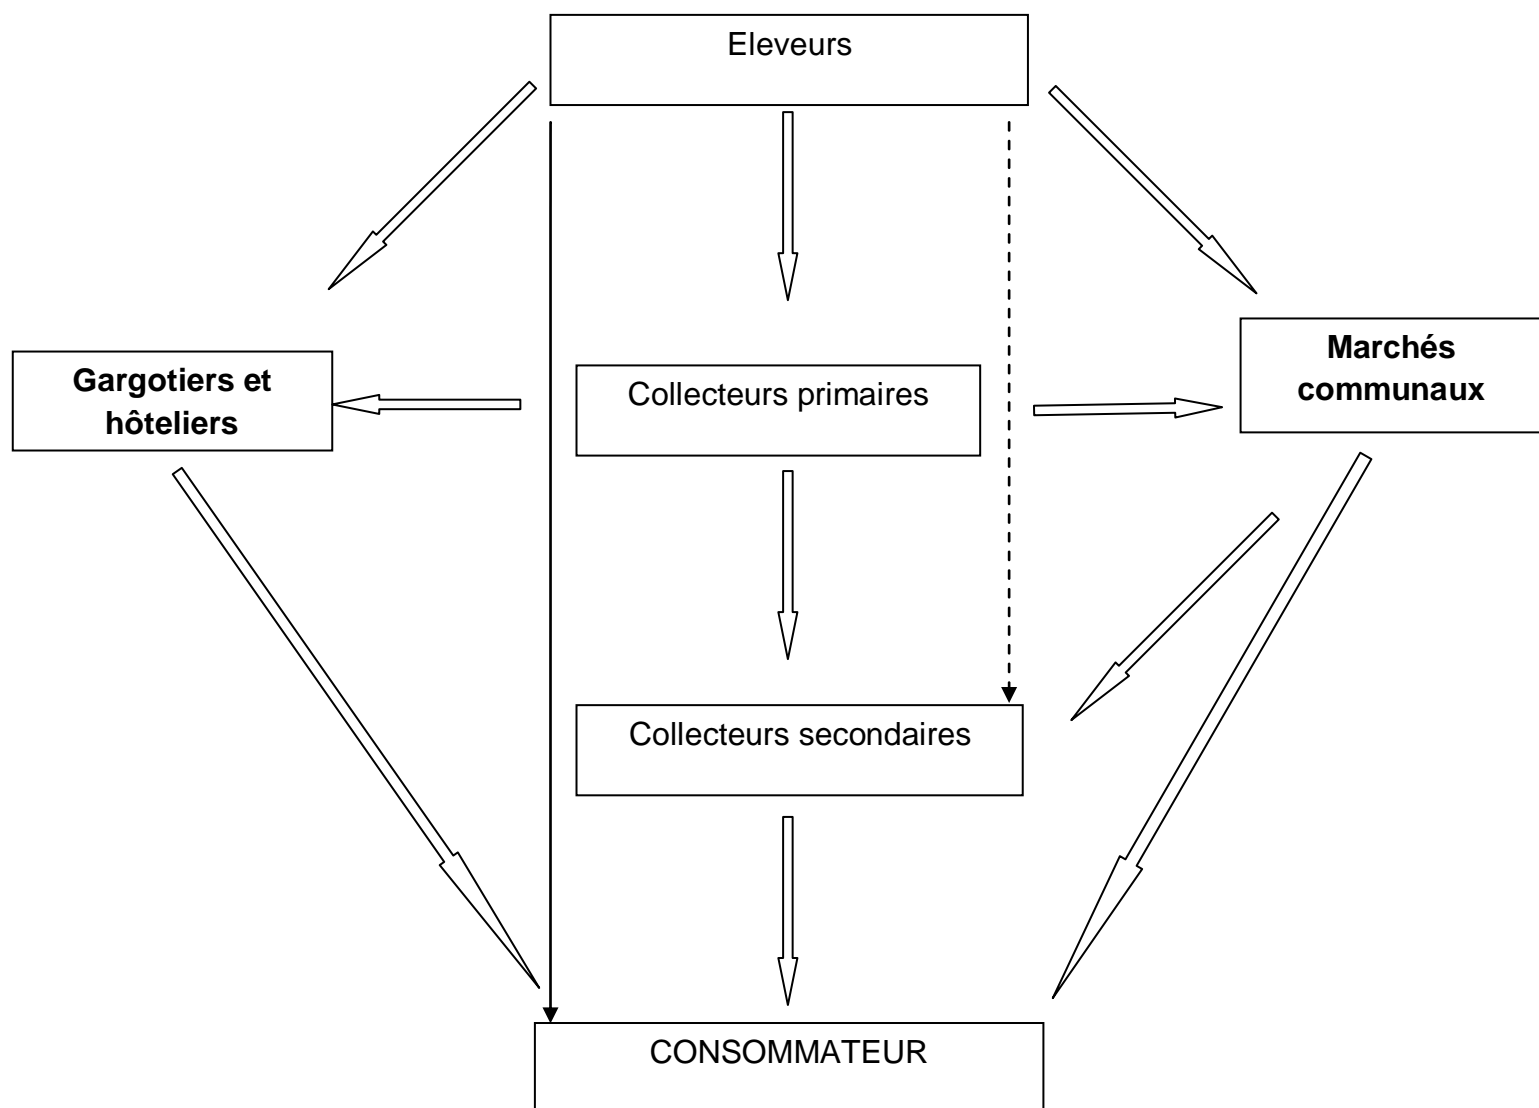 Eleveurs
Gargotiers et
hôteliers
Collecteurs primaires
Marchés
communaux
Collecteurs secondaires
CONSOMMATEUR